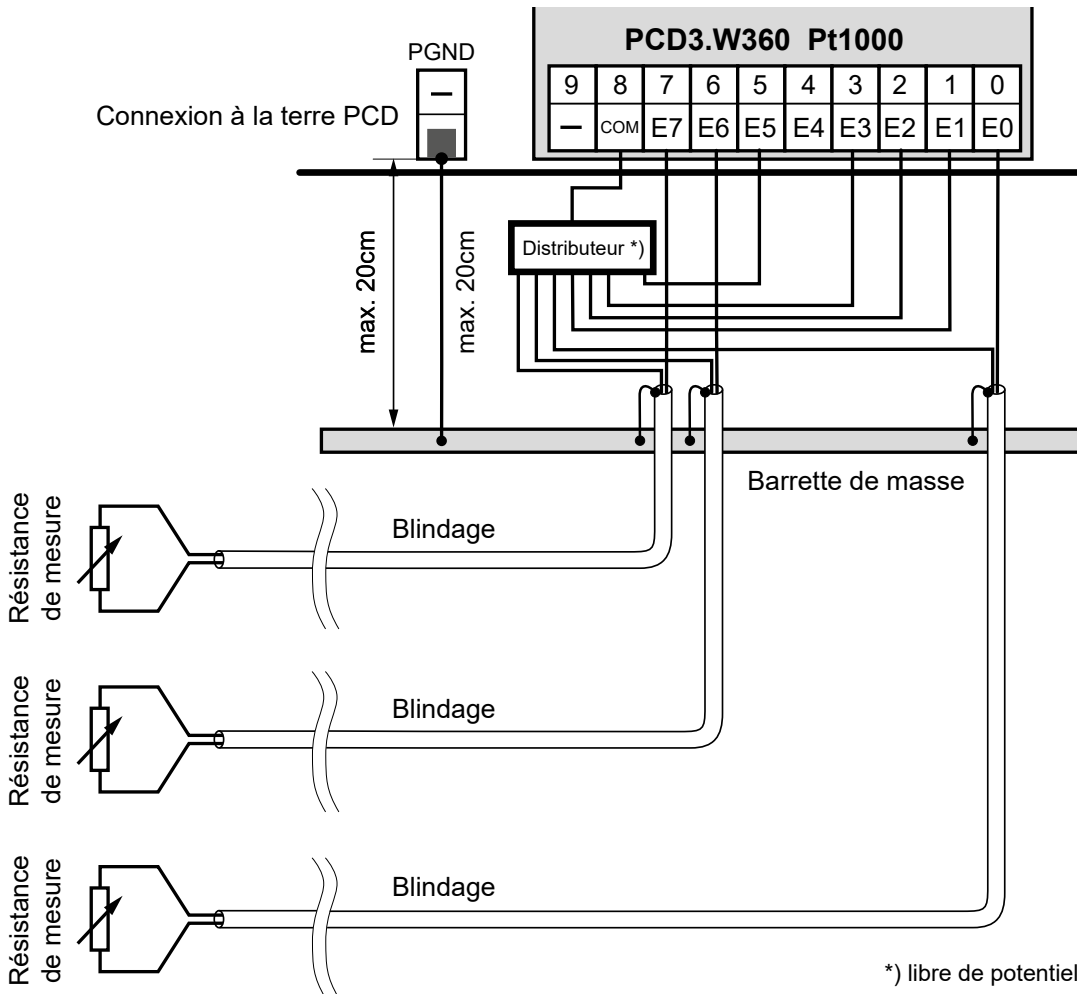 PCD3.W360 Pt1000
PGND
9 8 7 6 5 4 3 2 1 0
– COM E7 E6 E5 E4 E3 E2 E1 E0
–
Connexion à la terre PCD
max. 20cm
max. 20cm
Distributeur *)
Barrette de masse
Résistance
de mesure
Blindage
Résistance
de mesure
Blindage
Résistance
de mesure
Blindage
*) libre de potentiel